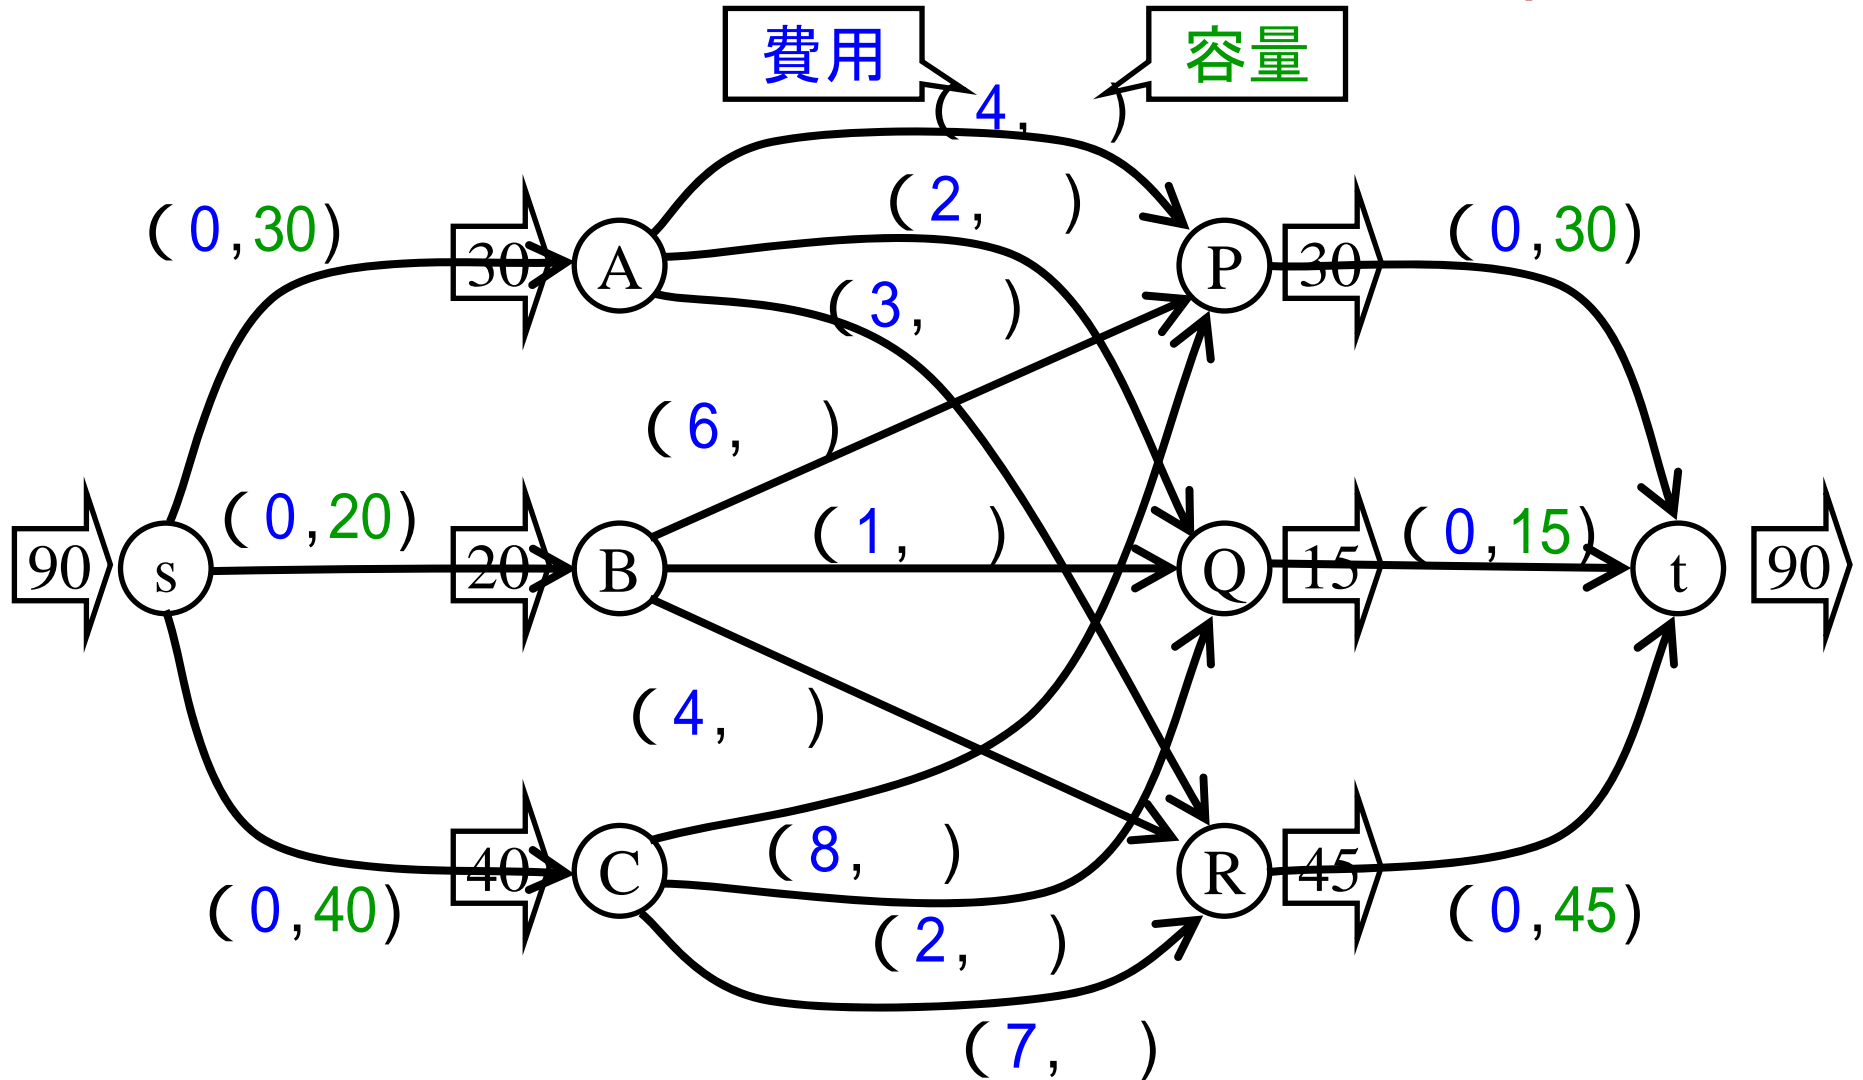 費用
容量
(4, )
(0,30)
(2, )
(0,30)
30
A
P
30
(3, )
(6, )
(0,20)
(1, )
(0,15)
90
s
20
B
Q
15
t
90
(4, )
(8, )
40
C
R
45
(0,40)
(2, )
(0,45)
(7, )